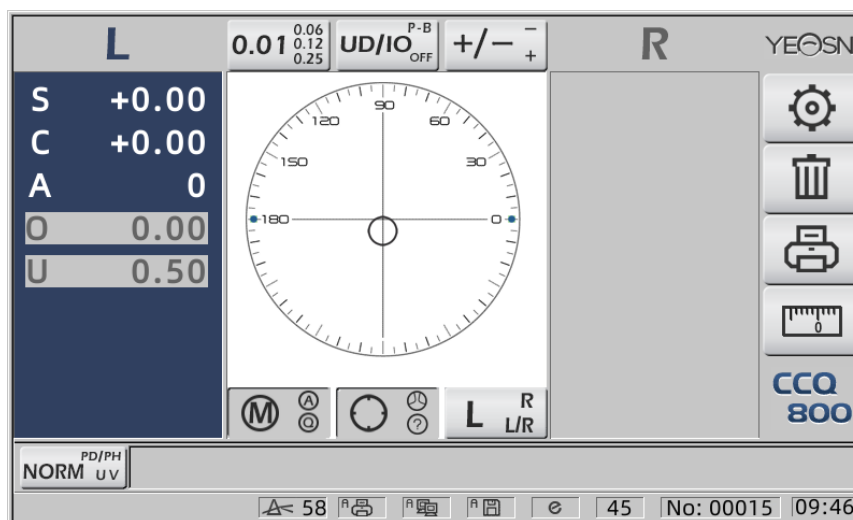 L
0.01 0.06 0.12 0.25
UD/IO P-B OFF
+/− − +
R
YEOSN
S +0.00
C +0.00
A 0
O 0.00
U 0.50
90
120 60
150 30
180 0
0
M A Q
?
L R L/R
CCQ
800
NORM PD/PH UV
A 58 A A A e 45 No: 00015 09:46